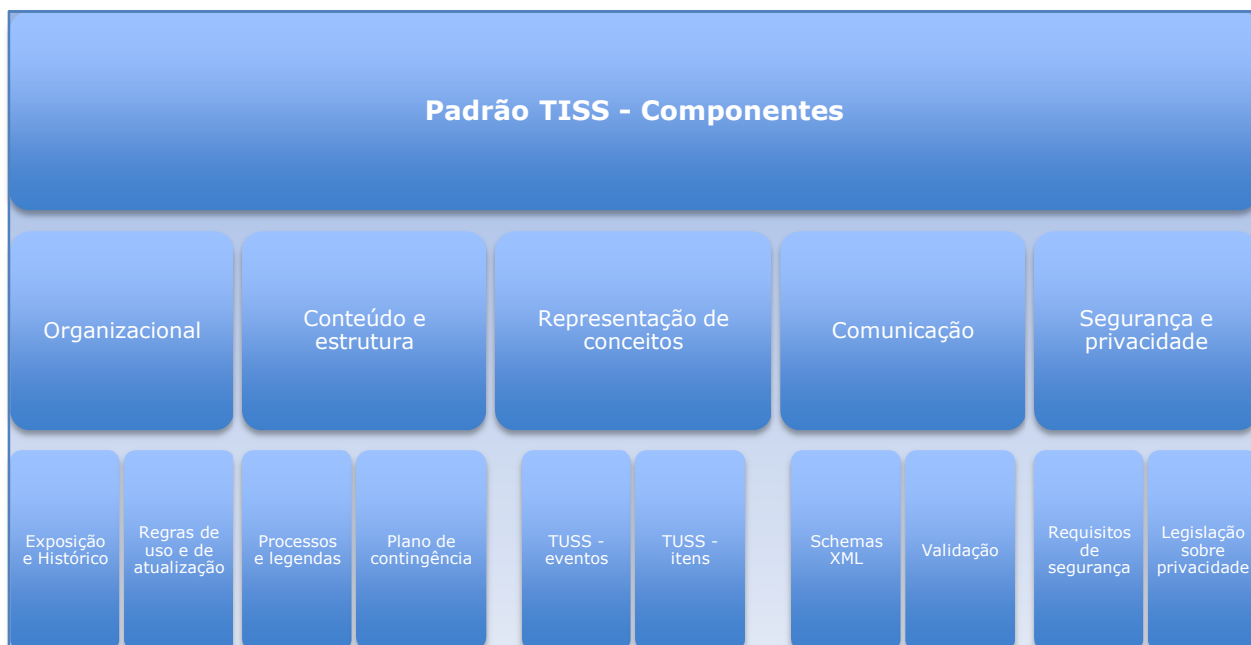 Padrão TISS - Componentes
Organizacional
Conteúdo e
estrutura
Representação de
conceitos
Comunicação
Segurança e
privacidade
Exposição
e Histórico
Regras de
uso e de
atualização
Processos
e legendas
Plano de
contingência
TUSS -
eventos
TUSS -
itens
Schemas
XML
Validação
Requisitos
de
segurança
Legislação
sobre
privacidade